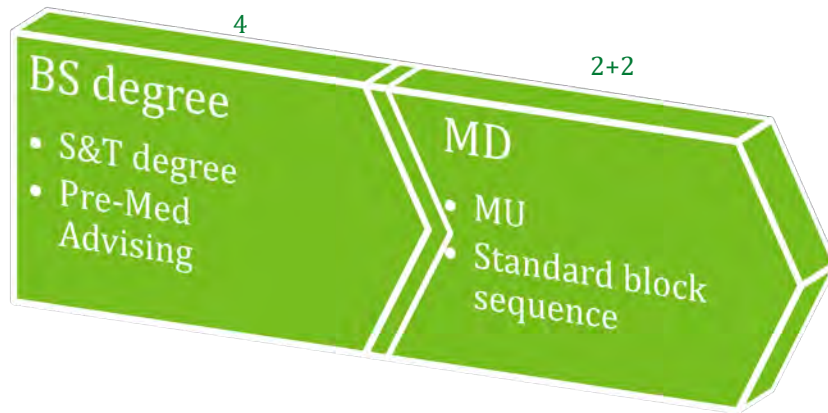 4
2+2
BS degree
• S&T degree
• Pre-Med
Advising
MD
• MU
• Standard block
sequence